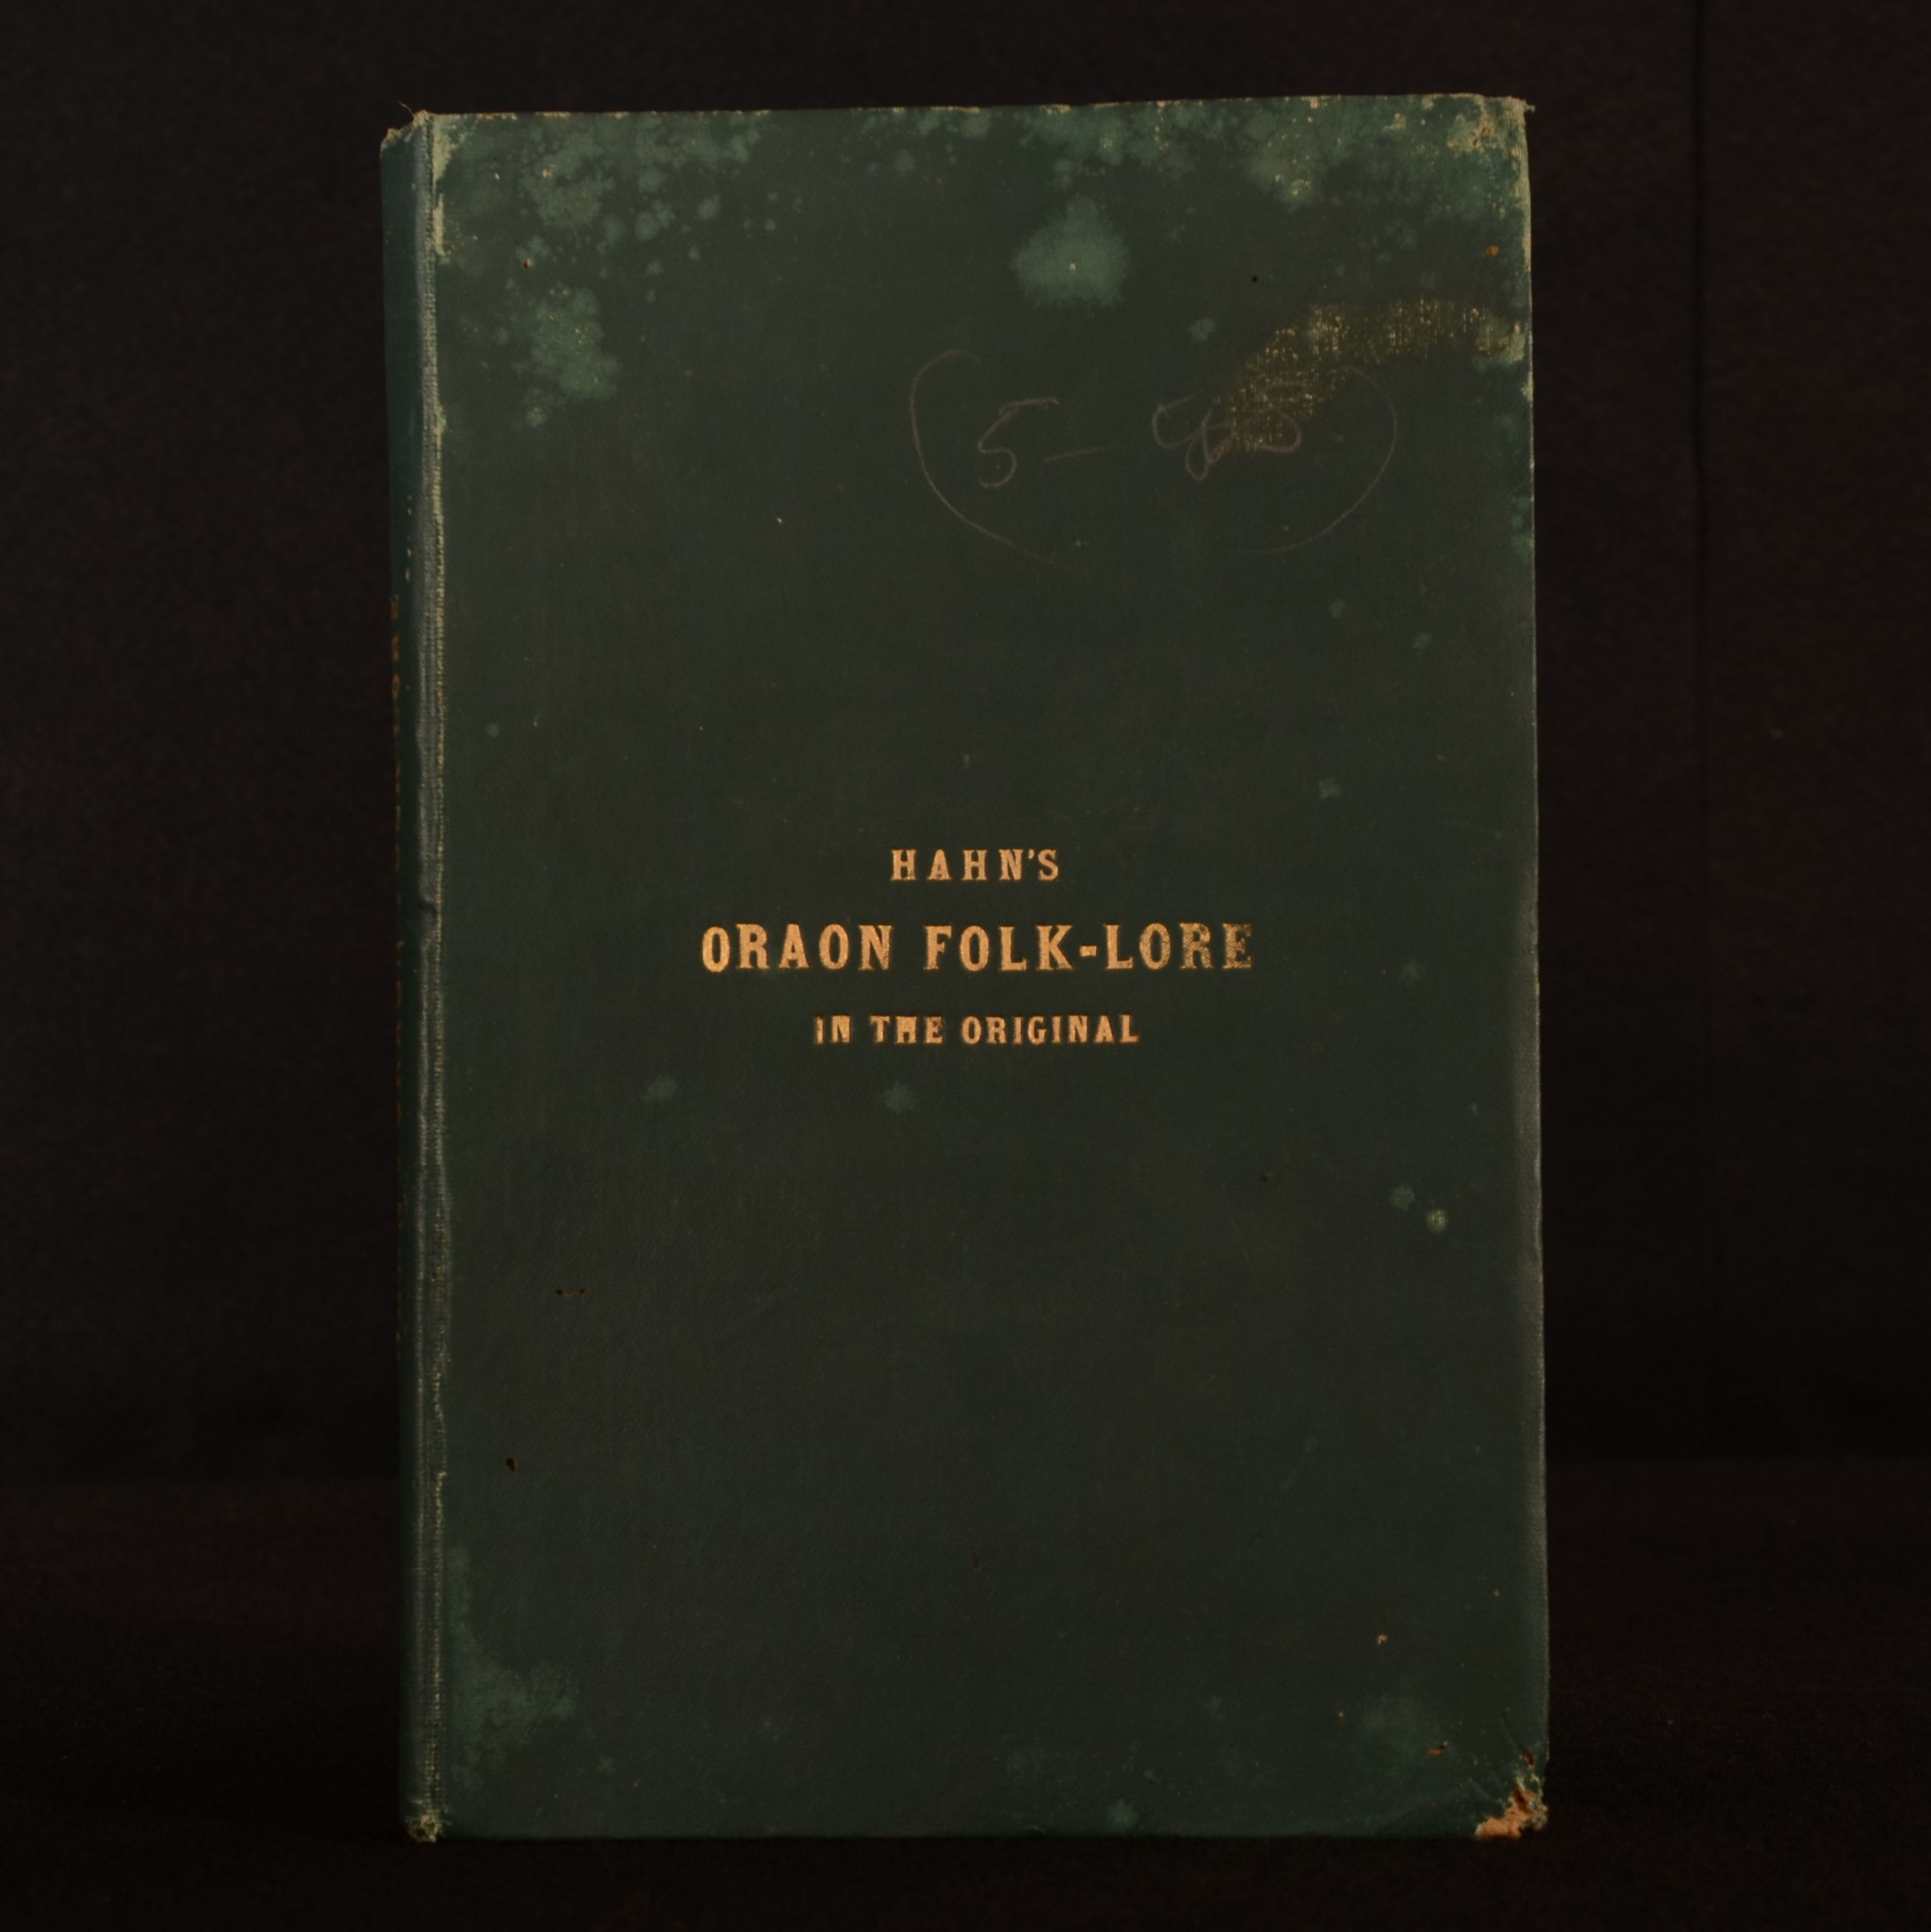 HAHN'S
ORAON FOLK-LORE
IN THE ORIGINAL